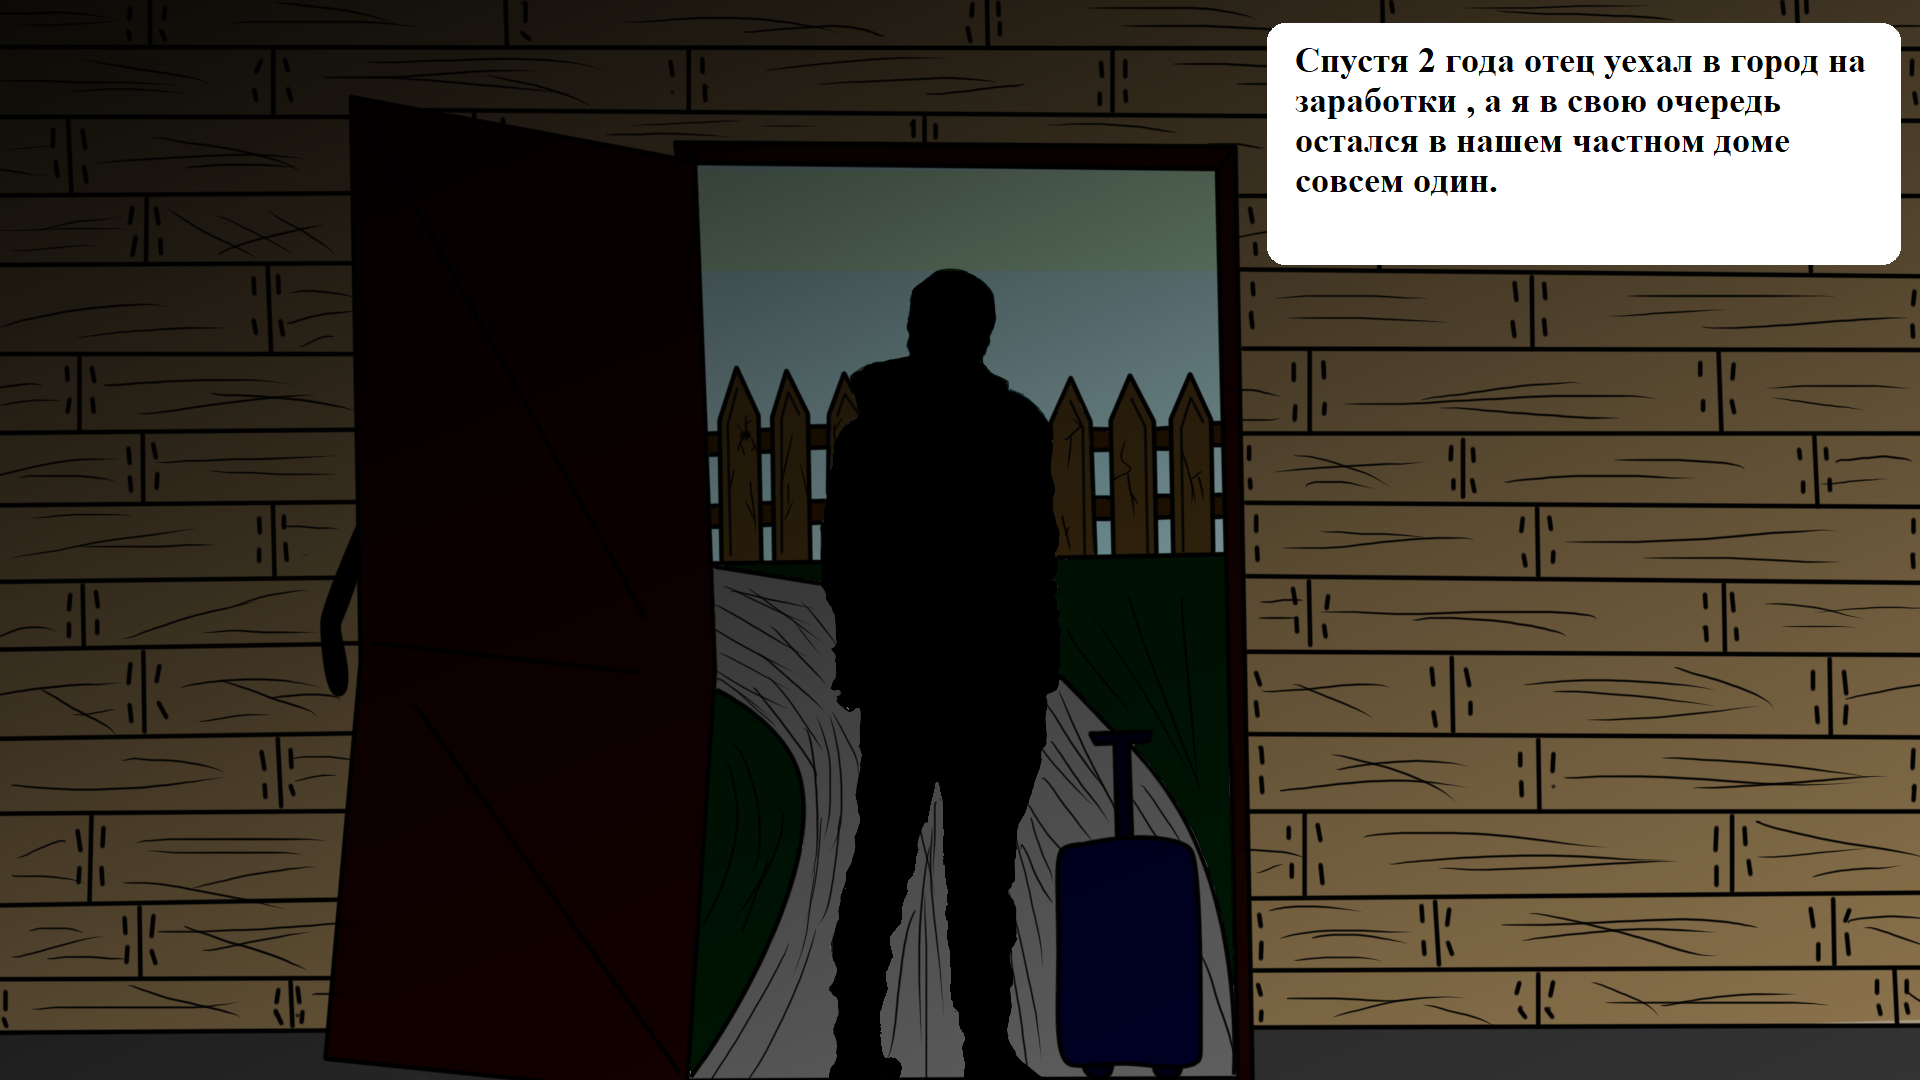 Спустя 2 года отец уехал в город на
заработки , а я в свою очередь
остался в нашем частном доме
совсем один.